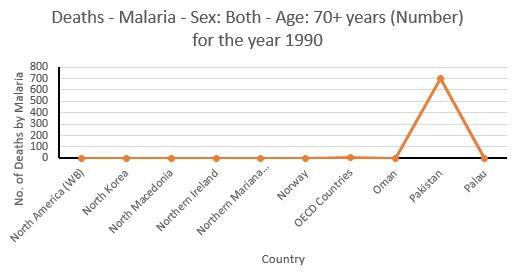 Deaths - Malaria - Sex: Both - Age: 70+ years (Number)
for the year 1990
No. of Deaths by Malaria
800
700
600
500
400
300
200
100
0
North America (WB)
North Korea
North Macedonia
Northern Ireland
Northern Mariana...
Norway
OECD Countries
Oman
Pakistan
Palau
Country